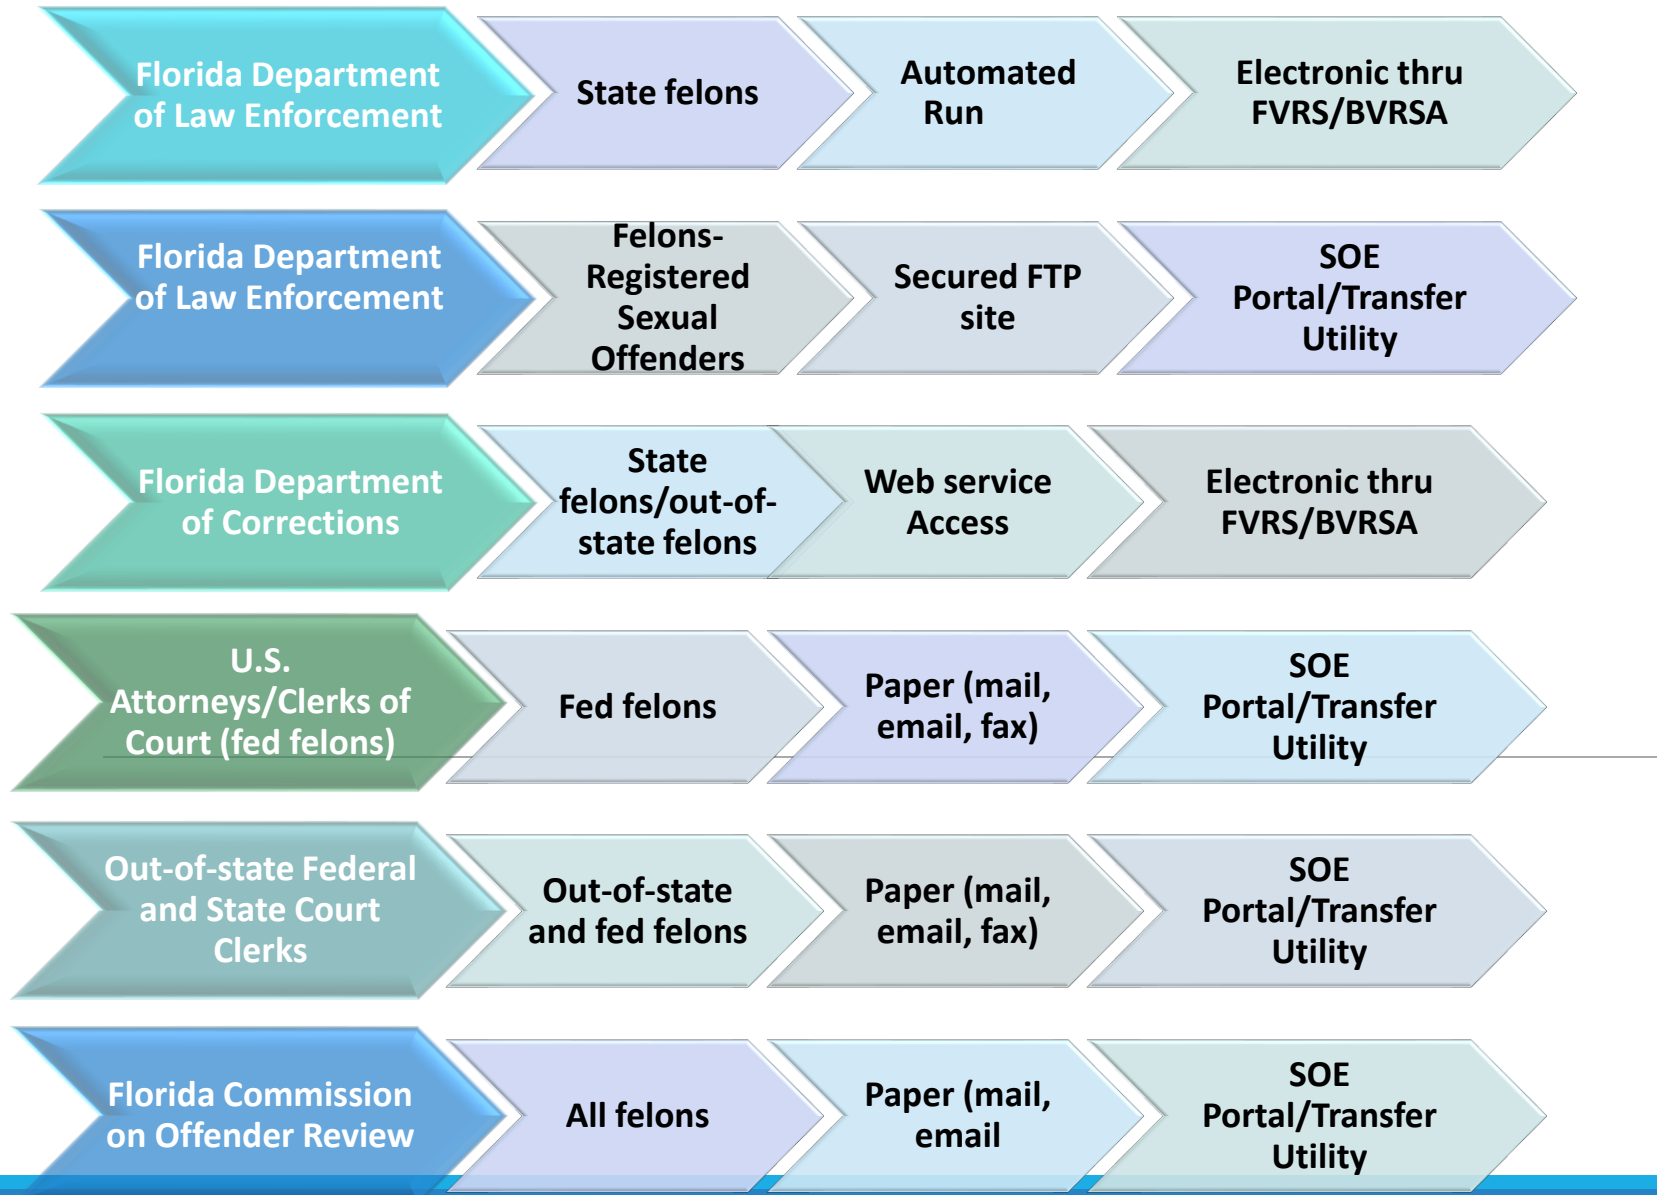 Florida Department
of Law Enforcement
State felons
Automated
Run
Electronic thru
FVRS/BVRSA
Florida Department
of Law Enforcement
Felons-
Registered
Sexual
Offenders
Secured FTP
site
SOE
Portal/Transfer
Utility
Florida Department
of Corrections
State
felons/out-of-
state felons
Web service
Access
Electronic thru
FVRS/BVRSA
U.S.
Attorneys/Clerks of
Court (fed felons)
Fed felons
Paper (mail,
email, fax)
SOE
Portal/Transfer
Utility
Out-of-state Federal
and State Court
Clerks
Out-of-state
and fed felons
Paper (mail,
email, fax)
SOE
Portal/Transfer
Utility
Florida Commission
on Offender Review
All felons
Paper (mail,
email
SOE
Portal/Transfer
Utility